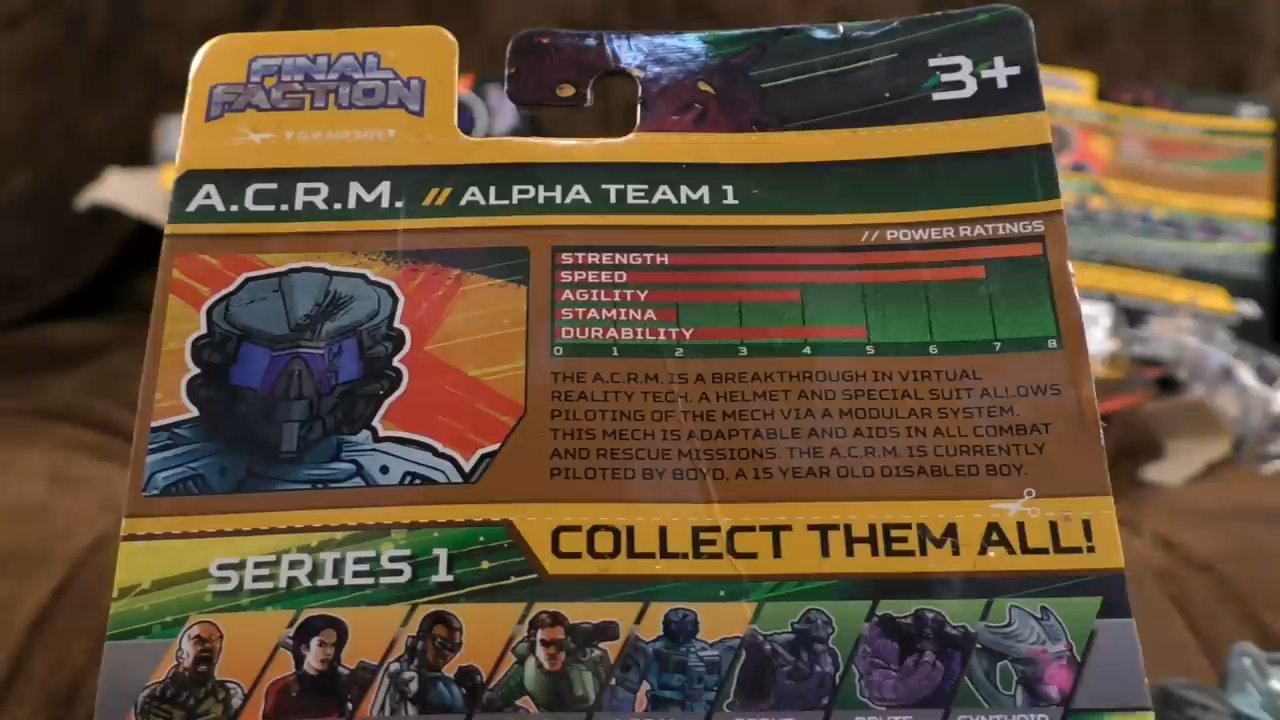 FINAL
FACTION
3+
A.C.R.M. // ALPHA TEAM 1
// POWER RATINGS
STRENGTH
SPEED
AGILITY
STAMINA
DURABILITY
0 1 2 3 4 5 6 7 8
THE A.C.R.M. IS A BREAKTHROUGH IN VIRTUAL
REALITY TECH. A HELMET AND SPECIAL SUIT ALLOWS
PILOTING OF THE MECH VIA A MODULAR SYSTEM.
THIS MECH IS ADAPTABLE AND AIDS IN ALL COMBAT
AND RESCUE MISSIONS. THE A.C.R.M. IS CURRENTLY
PILOTED BY BOYD, A 15 YEAR OLD DISABLED BOY.
COLLECT THEM ALL!
SERIES 1